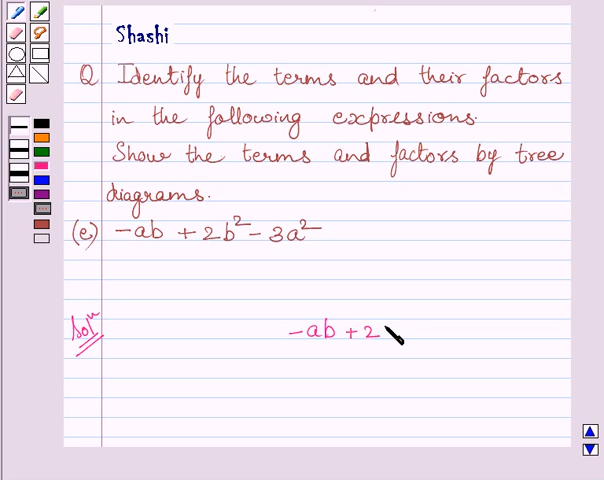 Shashi
Q Identify the terms and their factors
in the following expressions.
Show the terms and factors by tree
diagrams.
(e) -ab + 2b² - 3a²
Solⁿ
-ab + 2